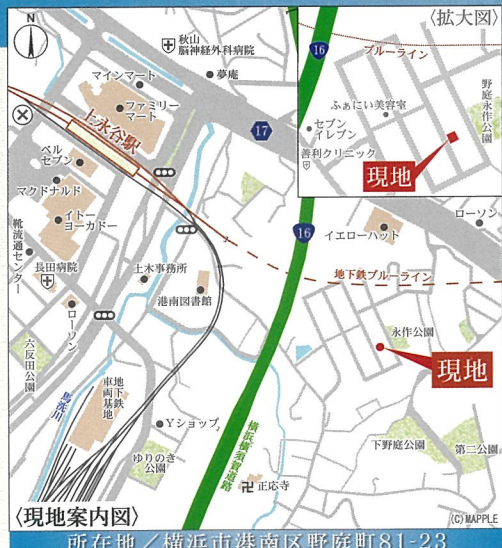 N
秋山
脳神経外科病院
マインマート
夢庵
ファミリー
マート
上永谷駅
17
ベル
セブン
マクドナルド
イトー
ヨーカドー
靴流通センター
長田病院
土木事務所
港南図書館
ローソン
六反田公園
馬洗川
地下鉄
車両基地
Yショップ
ゆりのき
公園
正応寺
横浜横須賀道路
16
16
〈拡大図〉
ブルーライン
ふぁにい美容室
野庭永作公園
セブン
イレブン
善利クリニック
現地
ローソン
イエローハット
地下鉄ブルーライン
永作公園
現地
下野庭公園
第二公園
〈現地案内図〉
(C)MAPPLE
所在地／横浜市港南区野庭町81-23